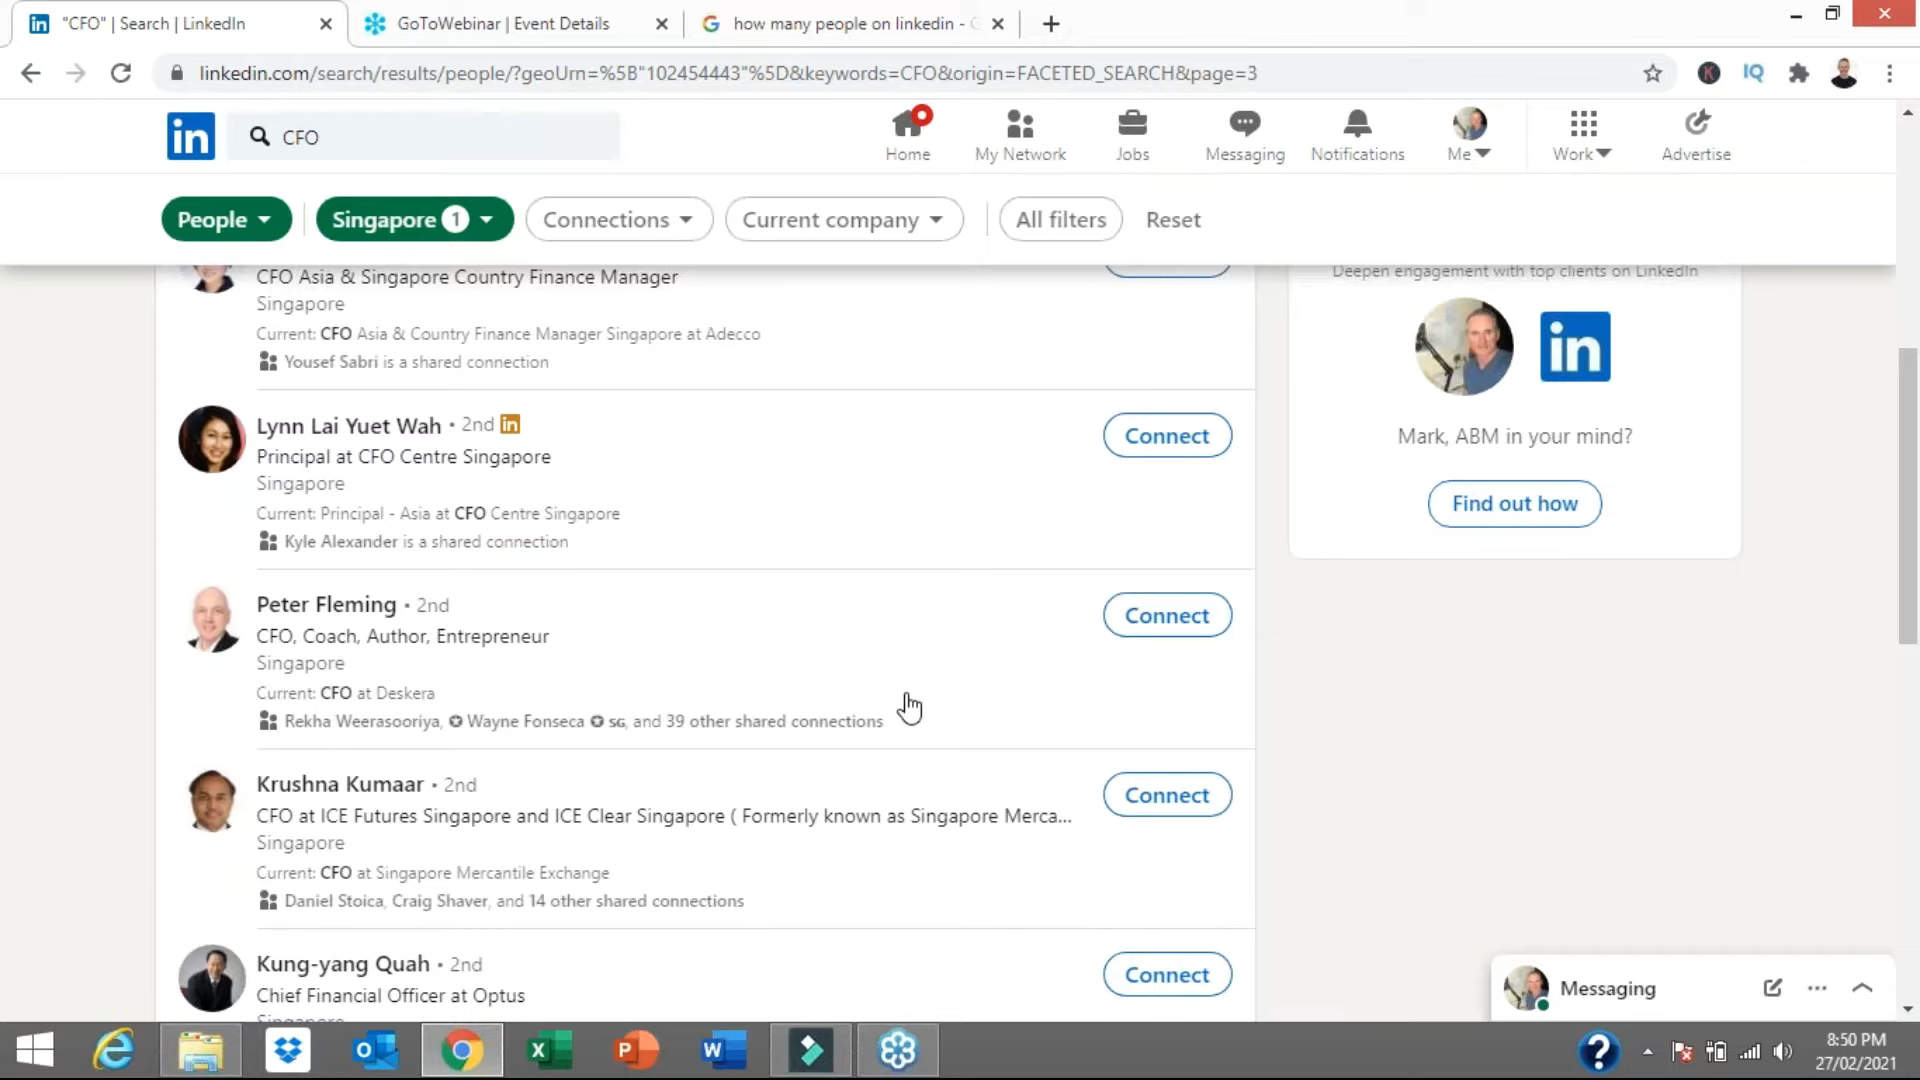 "CFO" | Search | LinkedIn
GoToWebinar | Event Details
how many people on linkedin -
linkedin.com/search/results/people/?geoUrn=%5B"102454443"%5D&keywords=CFO&origin=FACETED_SEARCH&page=3
IQ
in
CFO
Home
My Network
Jobs
Messaging
Notifications
Me
Work
Advertise
People
Singapore 1
Connections
Current company
All filters
Reset
CFO Asia & Singapore Country Finance Manager
Singapore
Current: CFO Asia & Country Finance Manager Singapore at Adecco
Yousef Sabri is a shared connection
Lynn Lai Yuet Wah • 2nd in
Principal at CFO Centre Singapore
Singapore
Current: Principal - Asia at CFO Centre Singapore
Kyle Alexander is a shared connection
Connect
Peter Fleming • 2nd
CFO, Coach, Author, Entrepreneur
Singapore
Current: CFO at Deskera
Rekha Weerasooriya, ✪ Wayne Fonseca ✪ SG, and 39 other shared connections
Connect
Krushna Kumaar • 2nd
CFO at ICE Futures Singapore and ICE Clear Singapore ( Formerly known as Singapore Merca...
Singapore
Current: CFO at Singapore Mercantile Exchange
Daniel Stoica, Craig Shaver, and 14 other shared connections
Connect
Kung-yang Quah • 2nd
Chief Financial Officer at Optus
Singapore
Connect
Deepen engagement with top clients on LinkedIn
in
Mark, ABM in your mind?
Find out how
Messaging
8:50 PM
27/02/2021